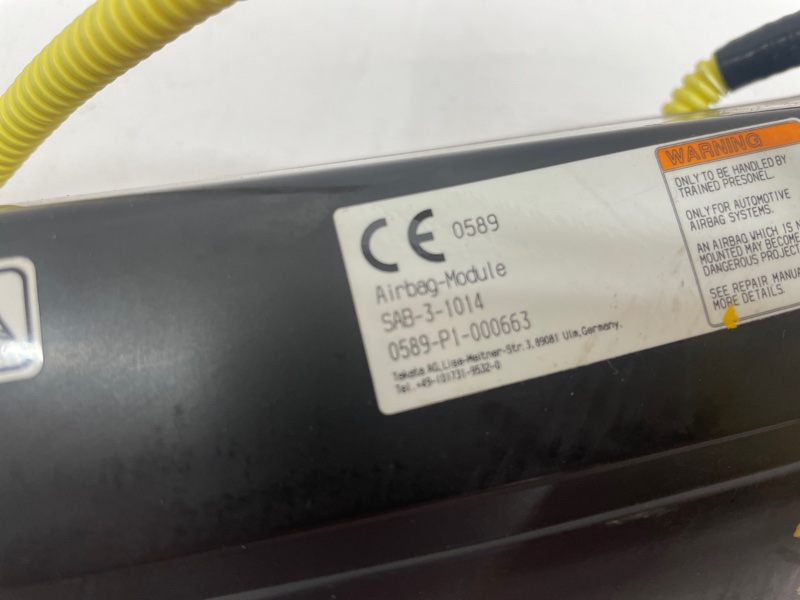 CE 0589
Airbag-Module
SAB-3-1014
0589-P1-000663
Takata AG, Lise-Meitner-Str. 3, 89081 Ulm, Germany.
Tel. +49-(0)731-9532-0
WARNING
ONLY TO BE HANDLED BY
TRAINED PRESONEL.
ONLY FOR AUTOMOTIVE
AIRBAG SYSTEMS.
AN AIRBAG WHICH IS
MOUNTED MAY BECOME
DANGEROUS PROJECT
SEE REPAIR MANUA
MORE DETAILS.